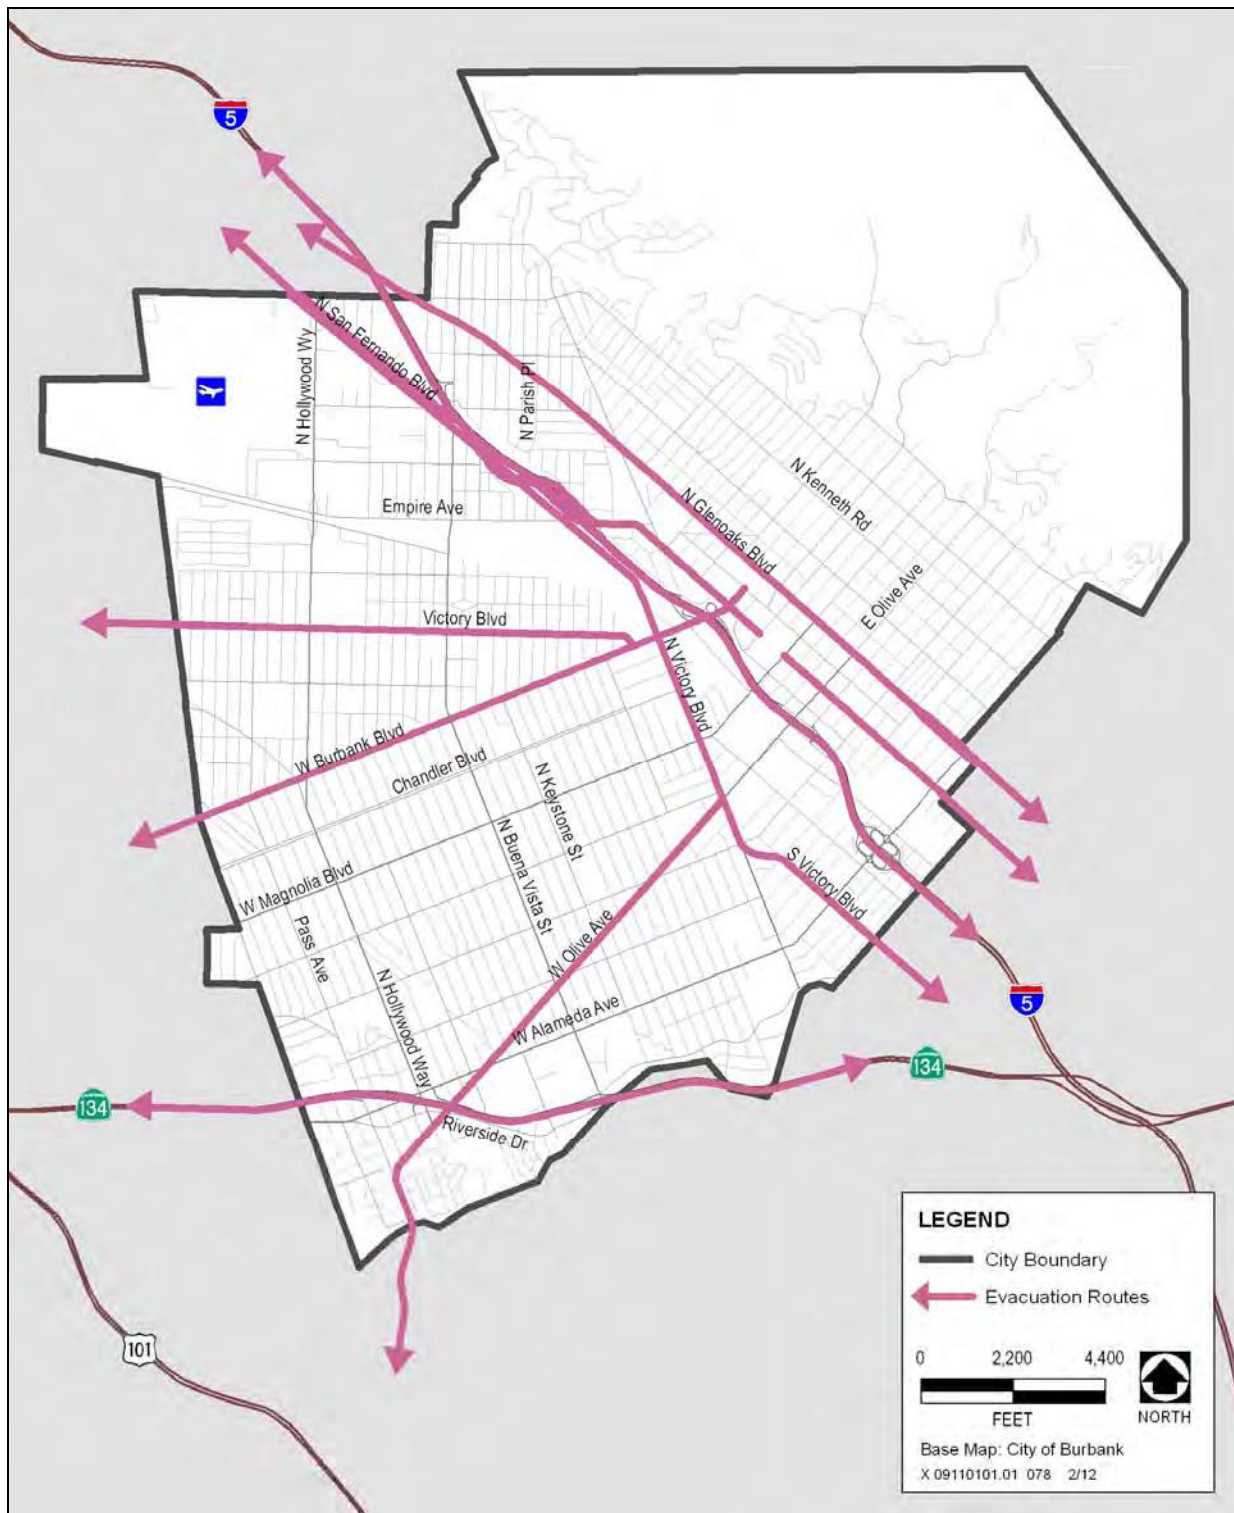 5
N San Fernando Blvd
N Hollywood Wy
N Parish Pl
N Kenneth Rd
N Glenoaks Blvd
Empire Ave
E Olive Ave
Victory Blvd
N Victory Blvd
W Burbank Blvd
Chandler Blvd
N Keystone St
N Buena Vista St
S Victory Blvd
W Magnolia Blvd
Pass Ave
W Olive Ave
N Hollywood Way
W Alameda Ave
5
134
134
Riverside Dr
101
LEGEND
City Boundary
Evacuation Routes
0 2,200 4,400
FEET
NORTH
Base Map: City of Burbank
X 09110101.01 078 2/12